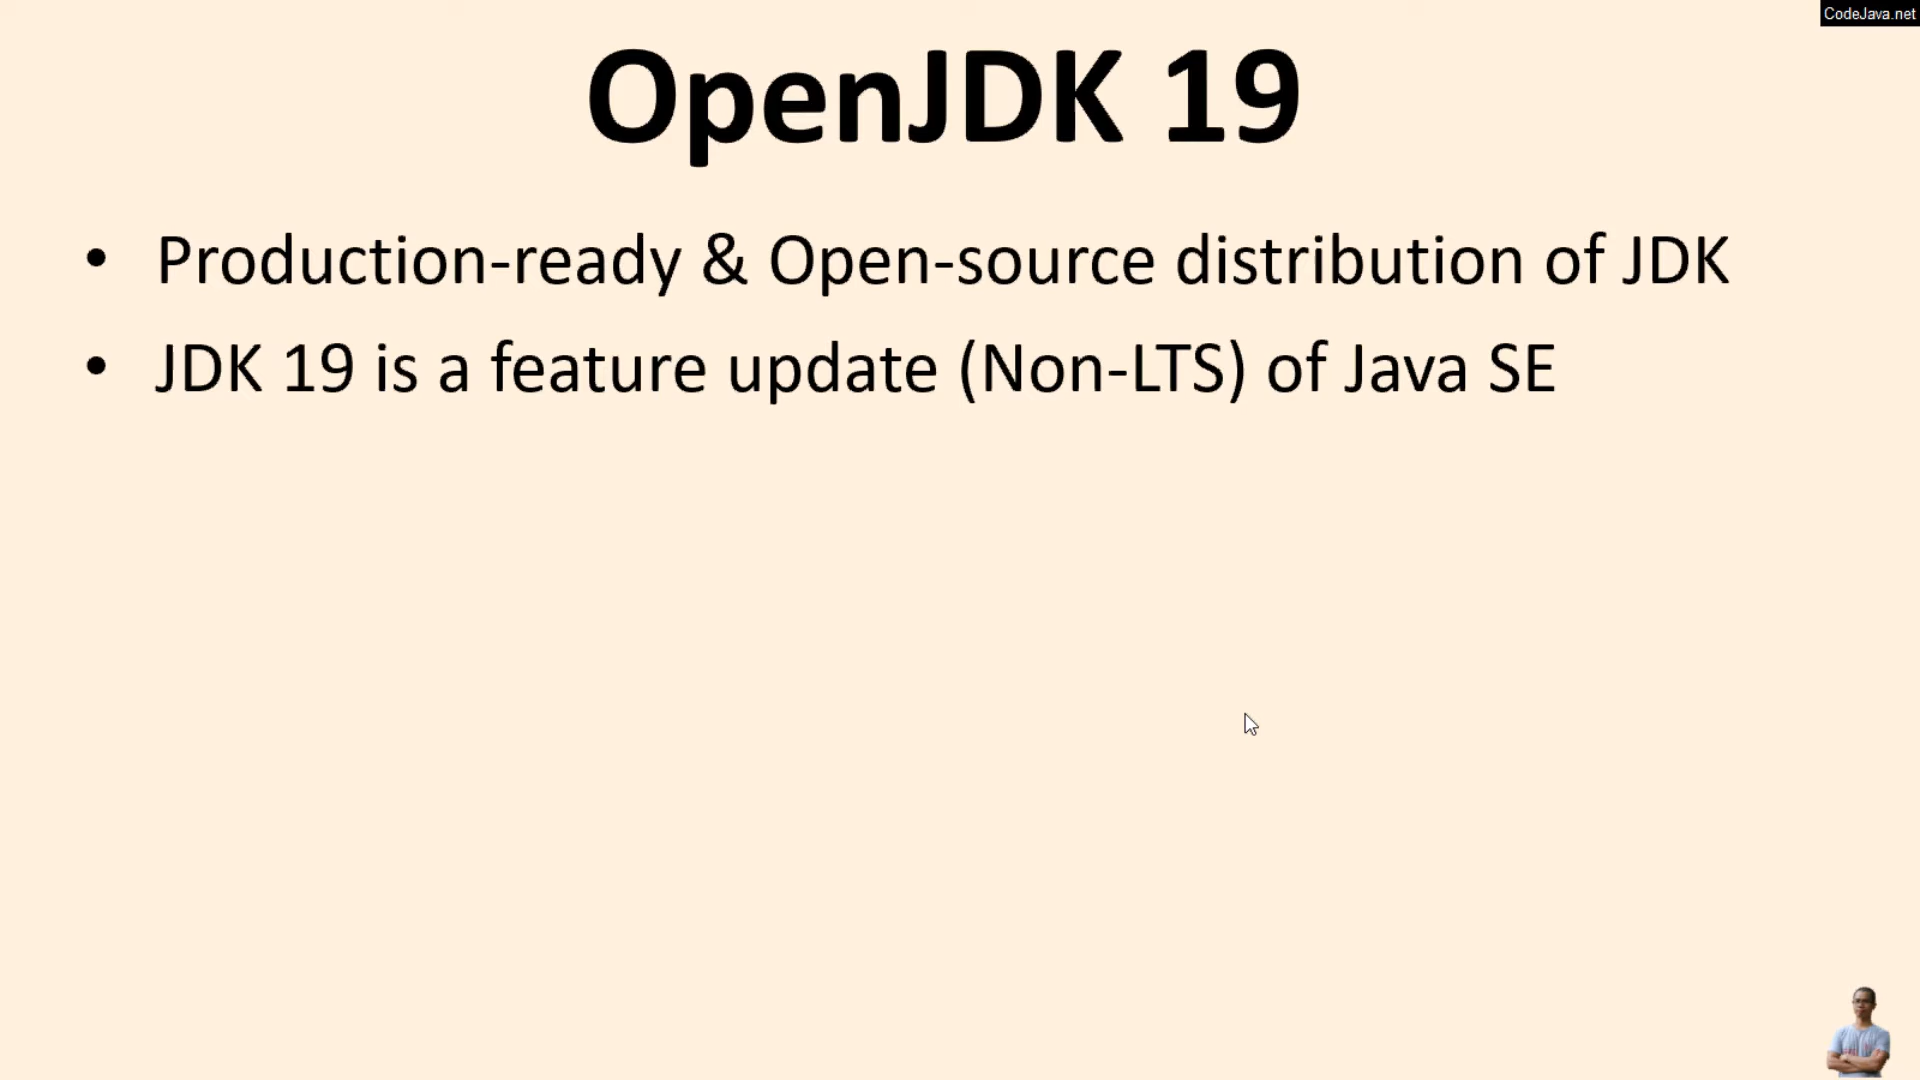 CodeJava.net
OpenJDK 19
• Production-ready & Open-source distribution of JDK
• JDK 19 is a feature update (Non-LTS) of Java SE